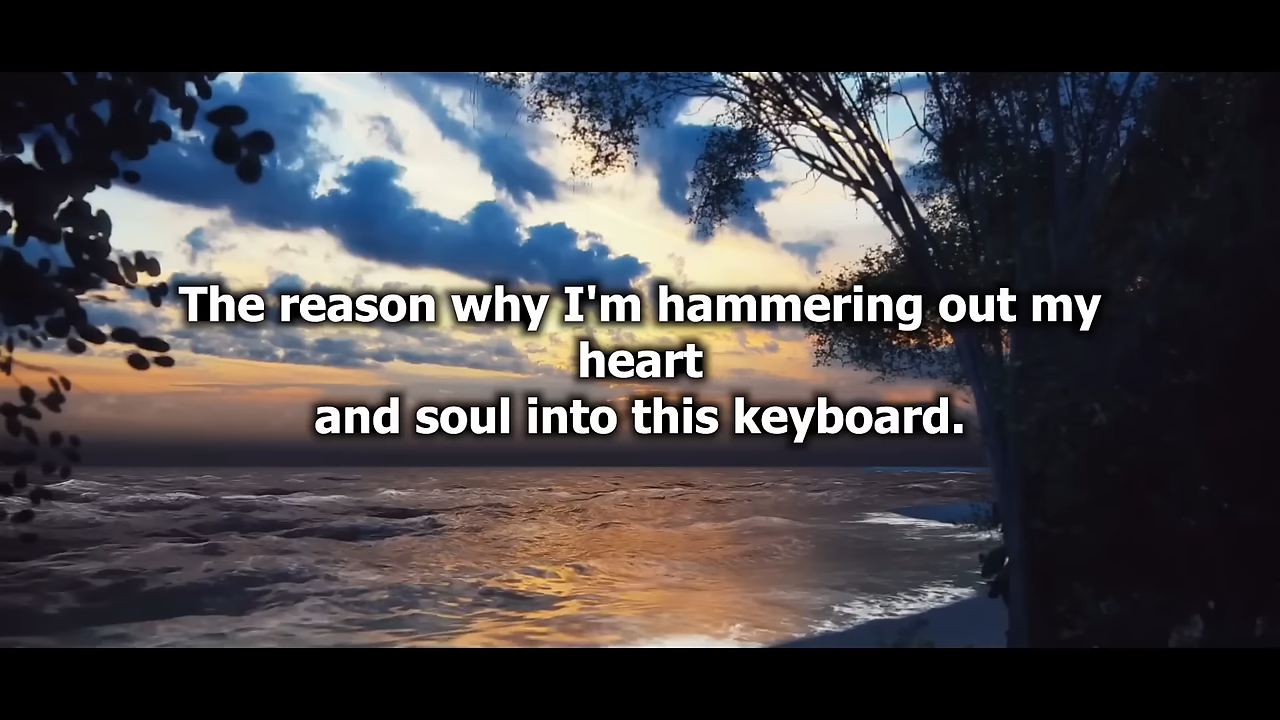 The reason why I'm hammering out my
heart
and soul into this keyboard.